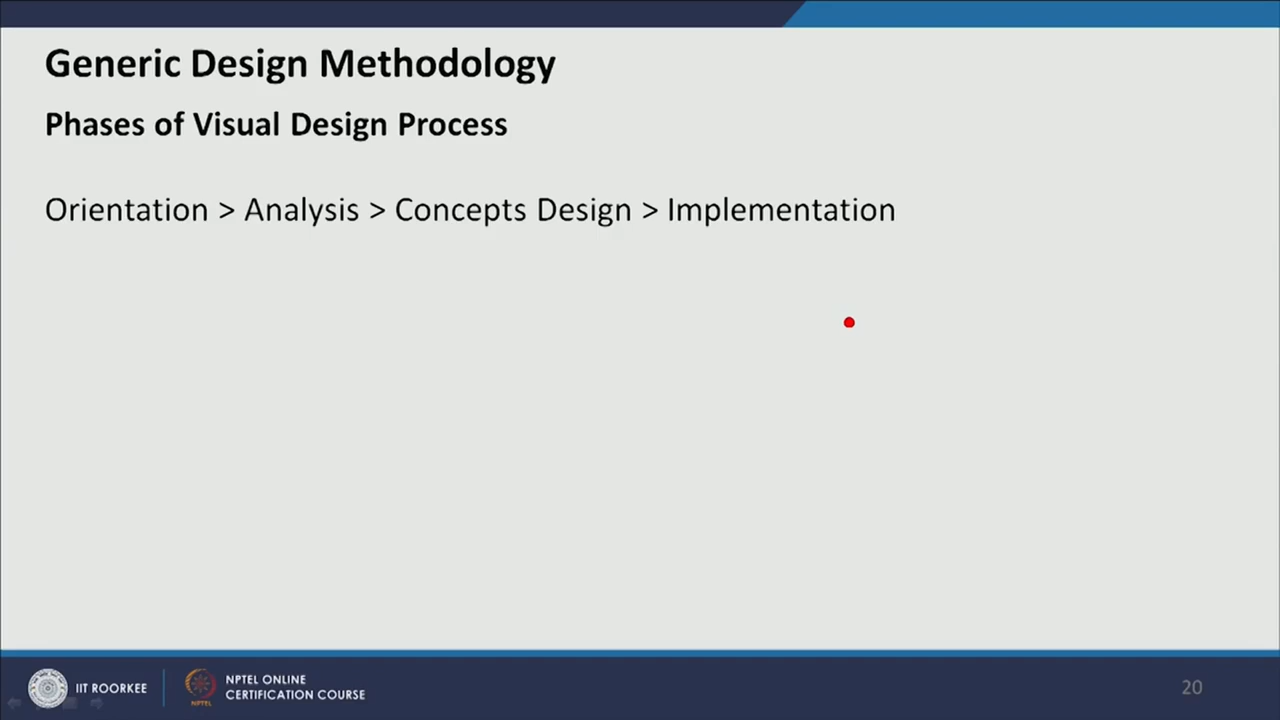 Generic Design Methodology
Phases of Visual Design Process
Orientation > Analysis > Concepts Design > Implementation
IIT ROORKEE
NPTEL ONLINE
CERTIFICATION COURSE
NPTEL
20